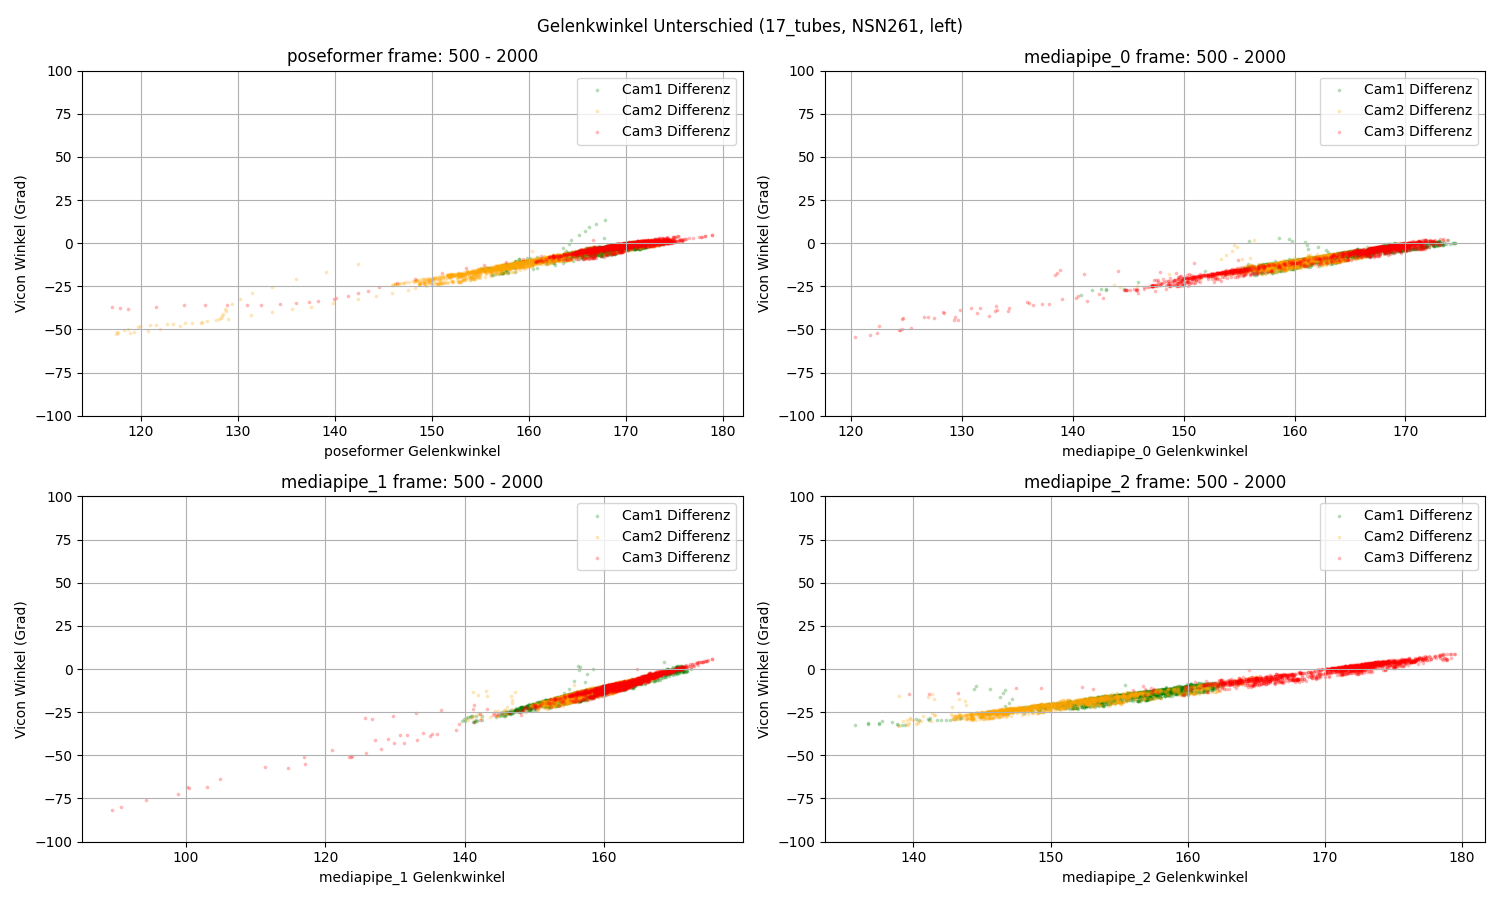 Gelenkwinkel Unterschied (17_tubes, NSN261, left)
poseformer frame: 500 - 2000
100
75
50
25
0
−25
−50
−75
−100
Vicon Winkel (Grad)
Cam1 Differenz
Cam2 Differenz
Cam3 Differenz
120 130 140 150 160 170 180
poseformer Gelenkwinkel
mediapipe_0 frame: 500 - 2000
100
75
50
25
0
−25
−50
−75
−100
Vicon Winkel (Grad)
Cam1 Differenz
Cam2 Differenz
Cam3 Differenz
120 130 140 150 160 170
mediapipe_0 Gelenkwinkel
mediapipe_1 frame: 500 - 2000
100
75
50
25
0
−25
−50
−75
−100
Vicon Winkel (Grad)
Cam1 Differenz
Cam2 Differenz
Cam3 Differenz
100 120 140 160
mediapipe_1 Gelenkwinkel
mediapipe_2 frame: 500 - 2000
100
75
50
25
0
−25
−50
−75
−100
Vicon Winkel (Grad)
Cam1 Differenz
Cam2 Differenz
Cam3 Differenz
140 150 160 170 180
mediapipe_2 Gelenkwinkel